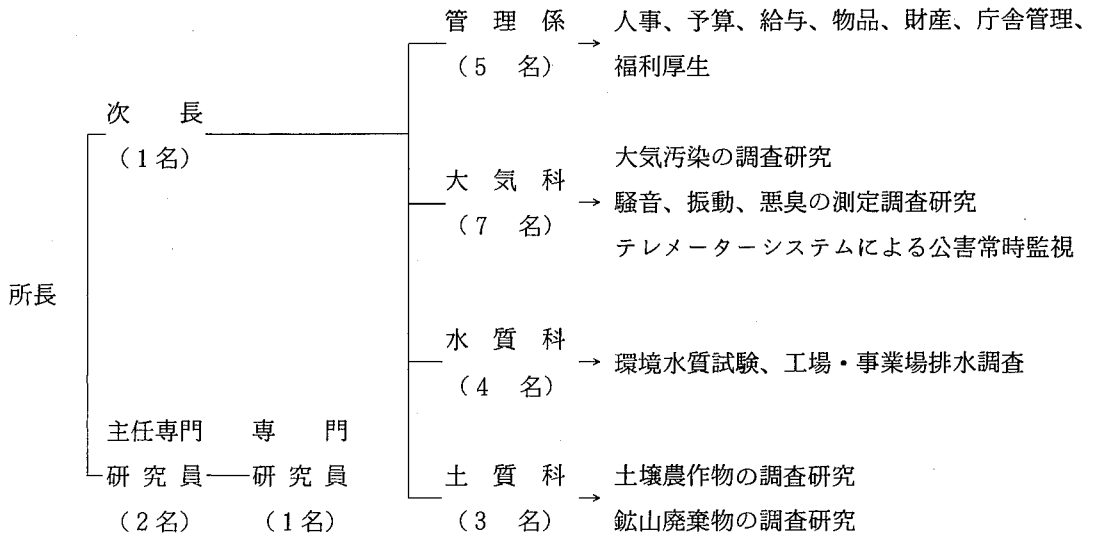 所長
次長
（1名）
主任専門
研究員
（2名）
専門
研究員
（1名）
管理係
（5名）
→ 人事、予算、給与、物品、財産、庁舎管理、
福利厚生
大気科
（7名）
大気汚染の調査研究
→ 騒音、振動、悪臭の測定調査研究
テレメーターシステムによる公害常時監視
水質科
（4名）
→ 環境水質試験、工場・事業場排水調査
土質科
（3名）
→ 土壌農作物の調査研究
鉱山廃棄物の調査研究